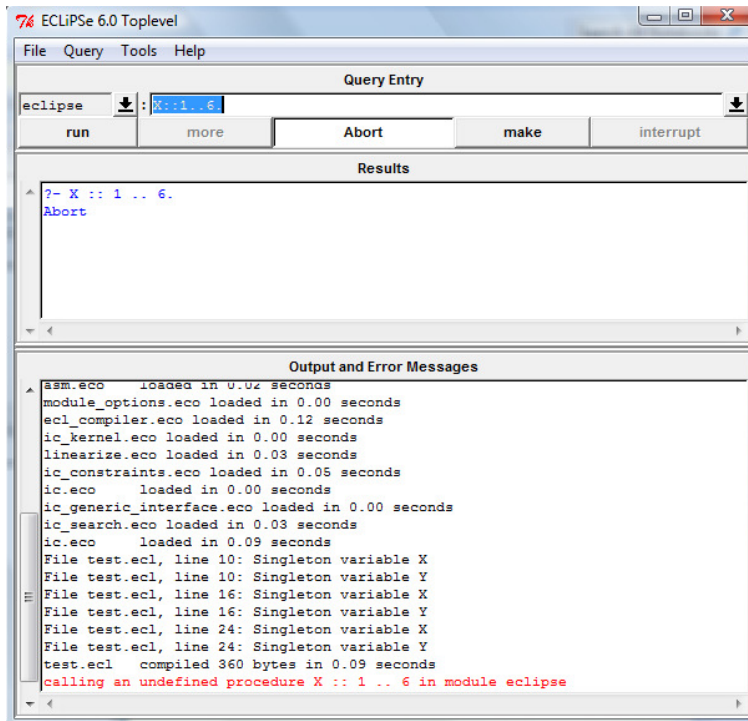 ECLiPSe 6.0 Toplevel
File Query Tools Help
Query Entry
eclipse : X::1..6.
run more Abort make interrupt
Results
?- X :: 1 .. 6.
Abort
Output and Error Messages
asm.eco loaded in 0.02 seconds
module_options.eco loaded in 0.00 seconds
ecl_compiler.eco loaded in 0.12 seconds
ic_kernel.eco loaded in 0.00 seconds
linearize.eco loaded in 0.03 seconds
ic_constraints.eco loaded in 0.05 seconds
ic.eco loaded in 0.00 seconds
ic_generic_interface.eco loaded in 0.00 seconds
ic_search.eco loaded in 0.03 seconds
ic.eco loaded in 0.09 seconds
File test.ecl, line 10: Singleton variable X
File test.ecl, line 10: Singleton variable Y
File test.ecl, line 16: Singleton variable X
File test.ecl, line 16: Singleton variable Y
File test.ecl, line 24: Singleton variable X
File test.ecl, line 24: Singleton variable Y
test.ecl compiled 360 bytes in 0.09 seconds
calling an undefined procedure X :: 1 .. 6 in module eclipse